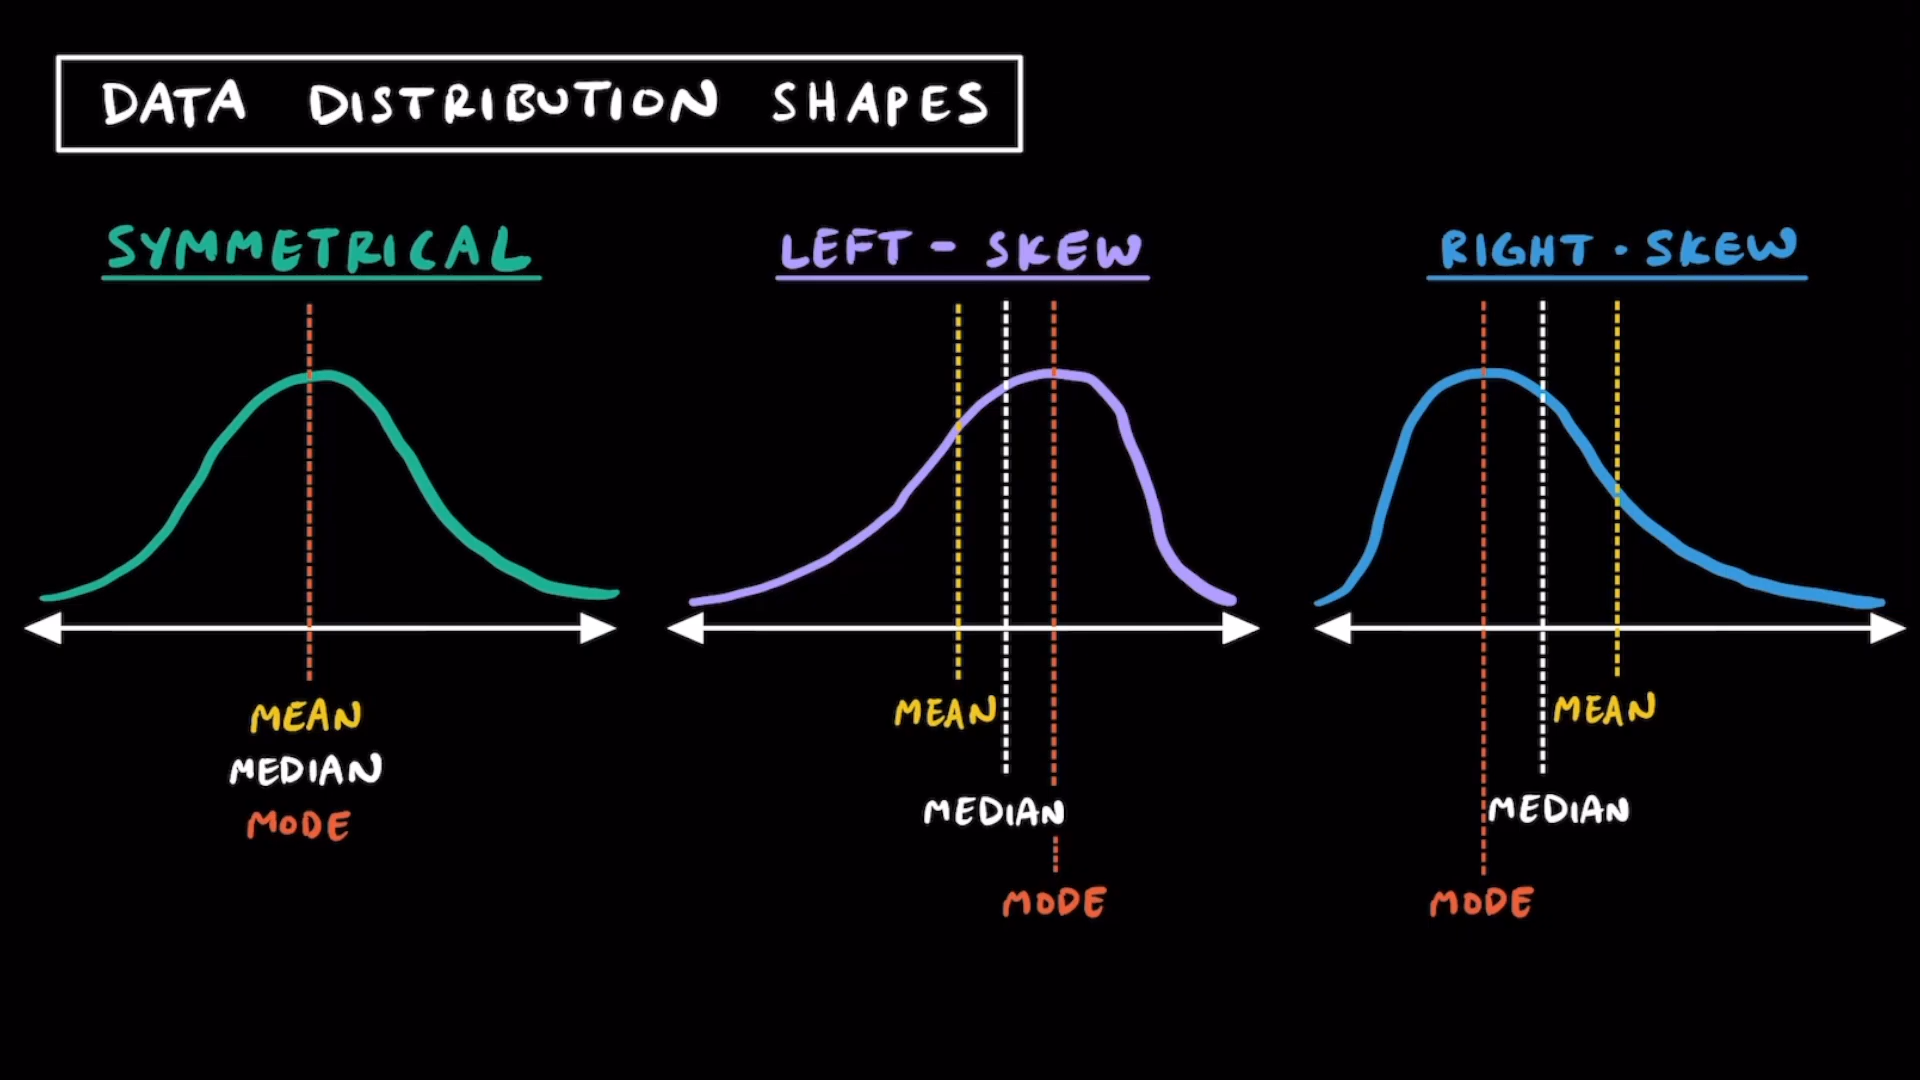 DATA DISTRIBUTION SHAPES
SYMMETRICAL
MEAN
MEDIAN
MODE
LEFT - SKEW
MEAN
MEDIAN
MODE
RIGHT · SKEW
MEAN
MEDIAN
MODE